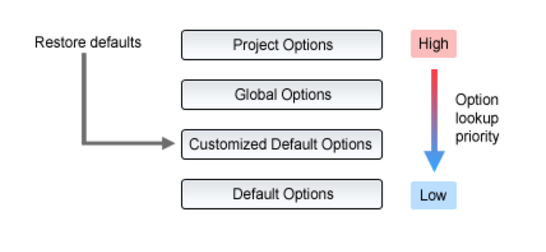 Restore defaults
Project Options
High
Global Options
Option
lookup
priority
Customized Default Options
Default Options
Low